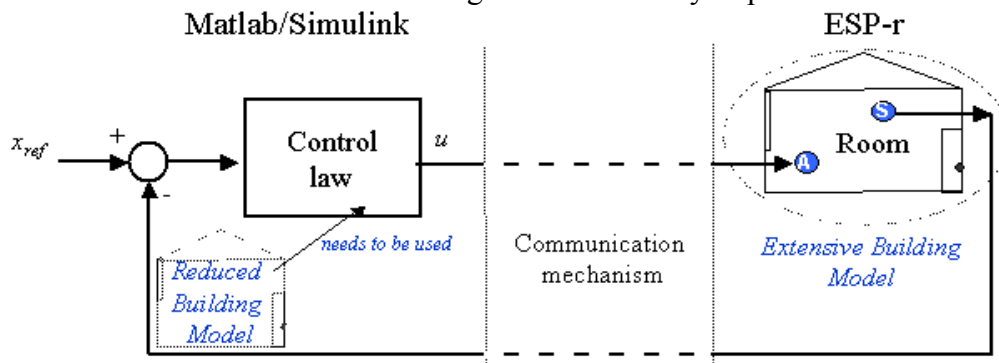 Matlab/Simulink
ESP-r
x_ref
+
-
Control
law
u
S
Room
A
needs to be used
Reduced
Building
Model
Communication
mechanism
Extensive Building
Model